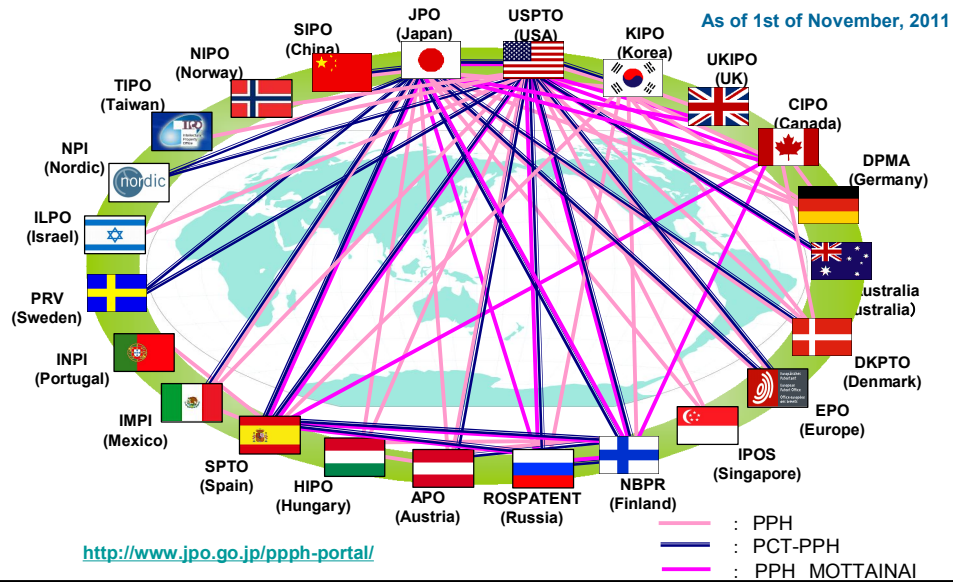 As of 1st of November, 2011
JPO
(Japan)
USPTO
(USA)
SIPO
(China)
KIPO
(Korea)
NIPO
(Norway)
UKIPO
(UK)
TIPO
(Taiwan)
CIPO
(Canada)
NPI
(Nordic)
nordic
DPMA
(Germany)
ILPO
(Israel)
PRV
(Sweden)
ustralia
ustralia)
INPI
(Portugal)
DKPTO
(Denmark)
IMPI
(Mexico)
EPO
(Europe)
SPTO
(Spain)
HIPO
(Hungary)
APO
(Austria)
ROSPATENT
(Russia)
NBPR
(Finland)
IPOS
(Singapore)
: PPH
: PCT-PPH
: PPH MOTTAINAI
http://www.jpo.go.jp/ppph-portal/